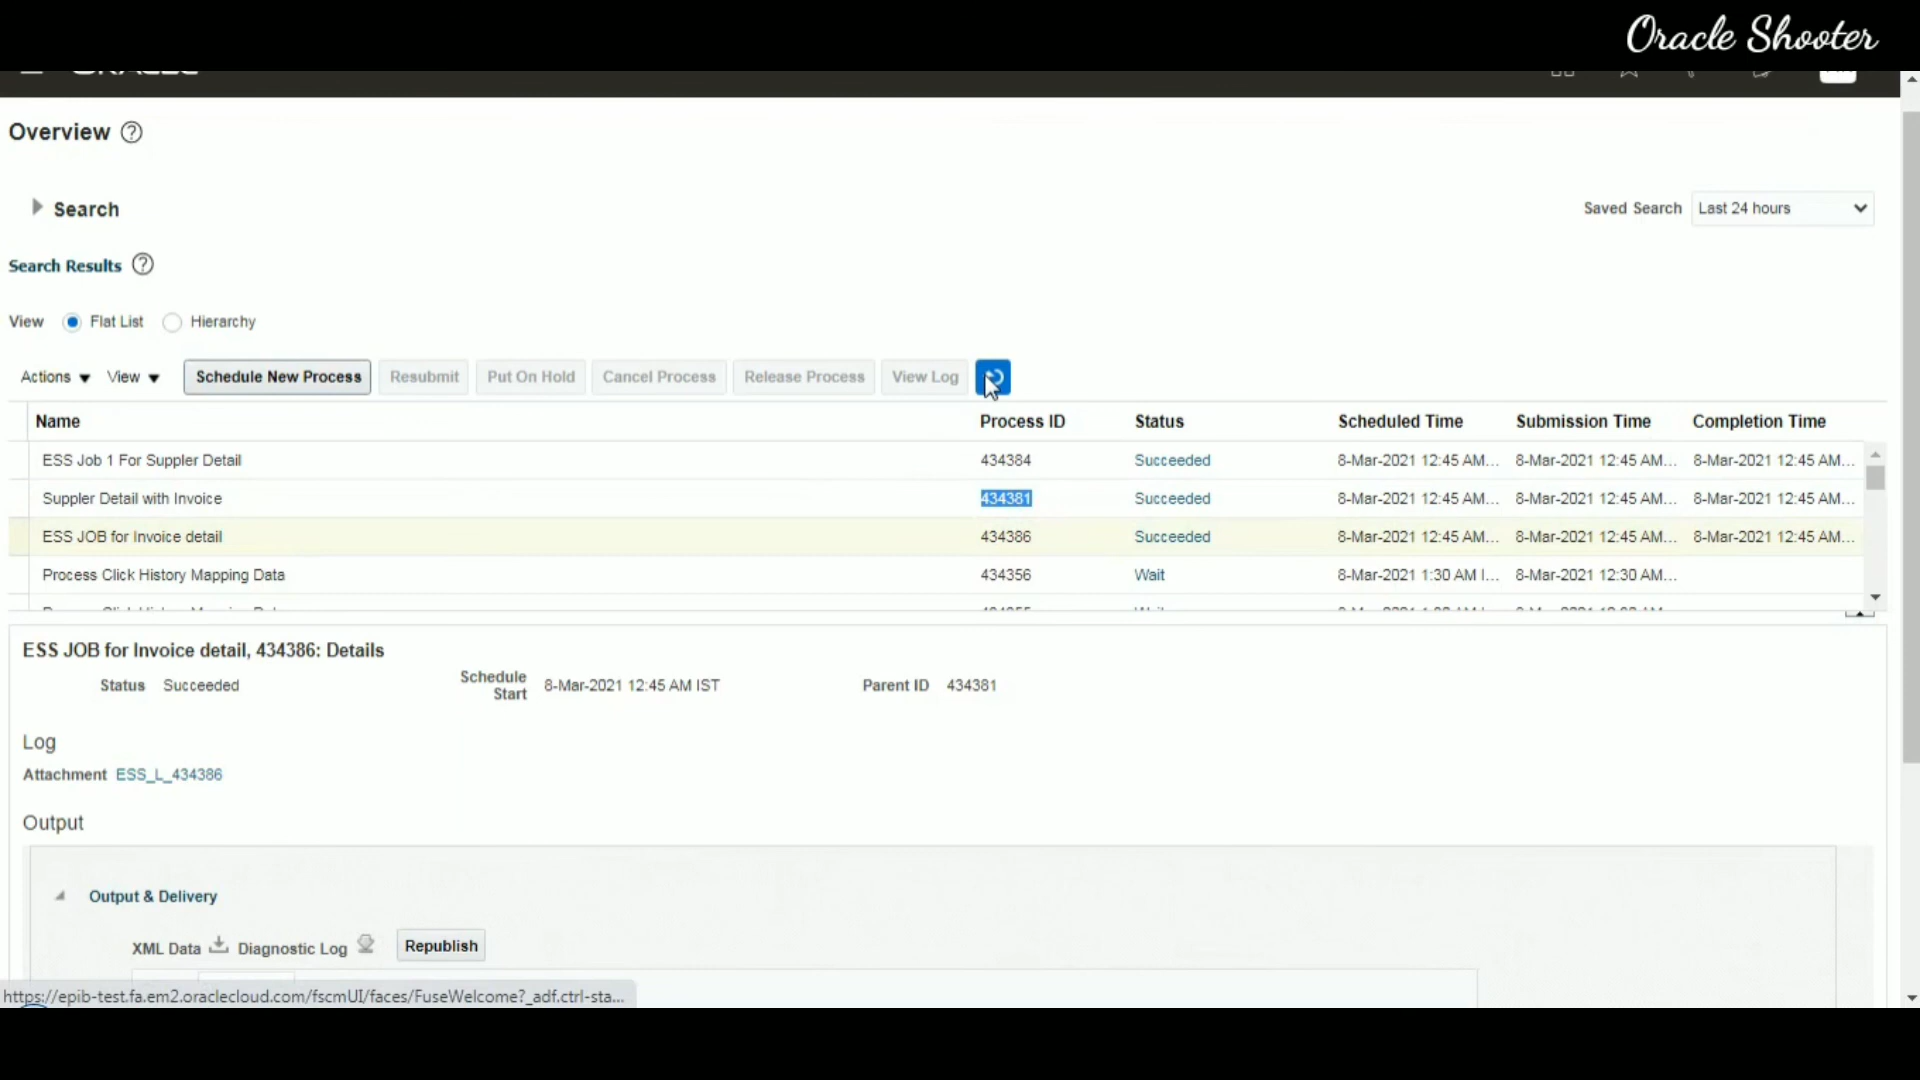 Oracle Shooter
ORACLE
Overview
Search
Saved Search Last 24 hours
Search Results
View Flat List Hierarchy
Actions View Schedule New Process Resubmit Put On Hold Cancel Process Release Process View Log
Name Process ID Status Scheduled Time Submission Time Completion Time
ESS Job 1 For Suppler Detail 434384 Succeeded 8-Mar-2021 12:45 AM... 8-Mar-2021 12:45 AM... 8-Mar-2021 12:45 AM...
Suppler Detail with Invoice 434381 Succeeded 8-Mar-2021 12:45 AM... 8-Mar-2021 12:45 AM... 8-Mar-2021 12:45 AM...
ESS JOB for Invoice detail 434386 Succeeded 8-Mar-2021 12:45 AM... 8-Mar-2021 12:45 AM... 8-Mar-2021 12:45 AM...
Process Click History Mapping Data 434356 Wait 8-Mar-2021 1:30 AM I... 8-Mar-2021 12:30 AM...
ESS JOB for Invoice detail, 434386: Details
Status Succeeded Schedule Start 8-Mar-2021 12:45 AM IST Parent ID 434381
Log
Attachment ESS_L_434386
Output
Output & Delivery
XML Data Diagnostic Log Republish
https://epib-test.fa.em2.oraclecloud.com/fscmUI/faces/FuseWelcome?_adf.ctrl-sta...